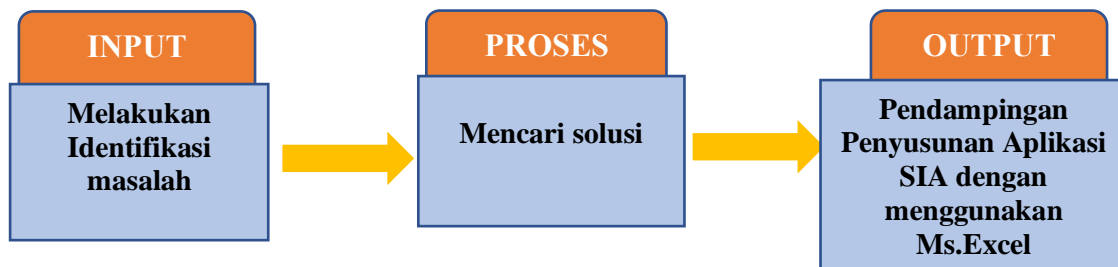 INPUT
Melakukan
Identifikasi
masalah
PROSES
Mencari solusi
OUTPUT
Pendampingan
Penyusunan Aplikasi
SIA dengan
menggunakan
Ms.Excel